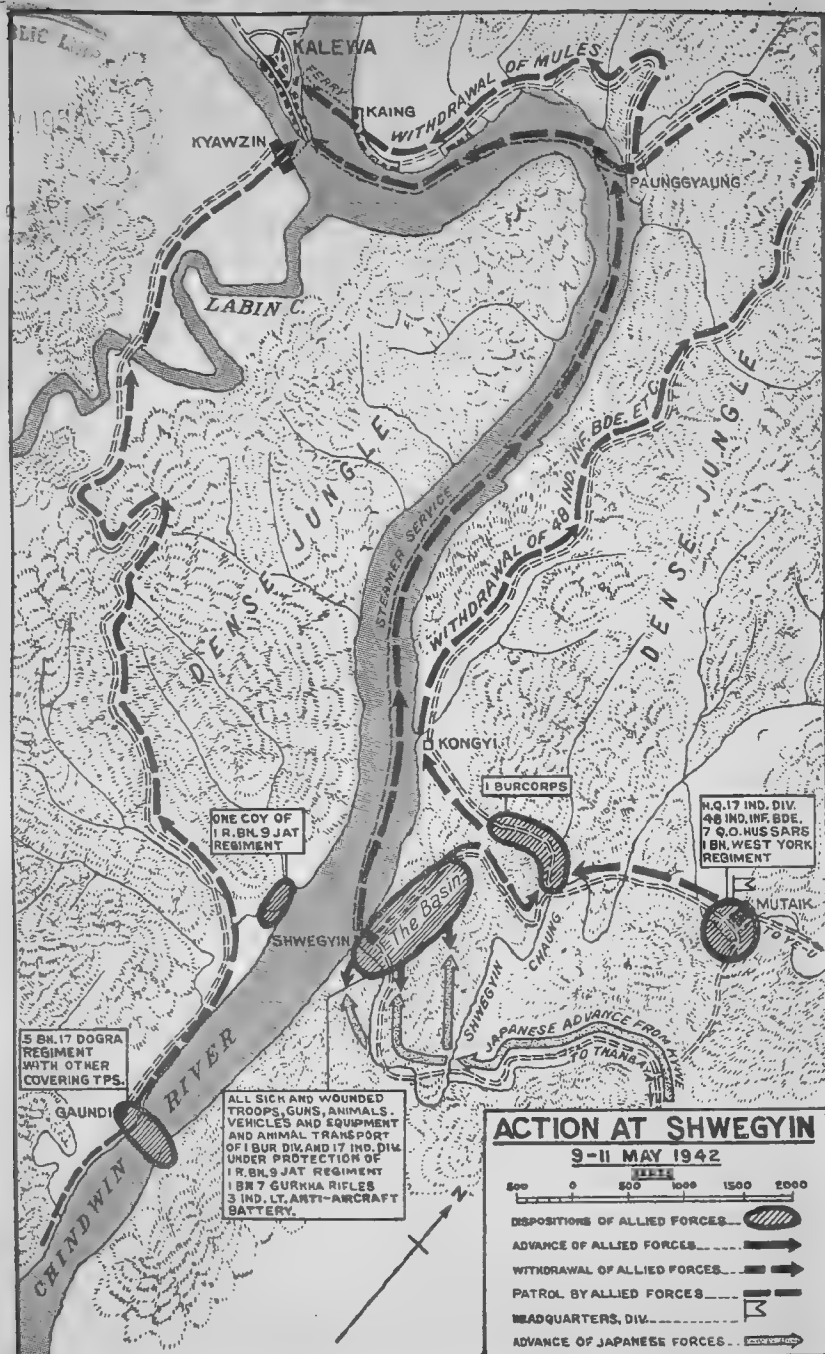 BLIC
KALEWA
FERRY
KAING
WITHDRAWAL OF MULES
KYAWZIN
PAUNGGYAUNG
LABIN C.
DENSE JUNGLE
DENSE JUNGLE
STEAMER SERVICE
WITHDRAWAL OF 48 IND. INF. BDE. ETC.
KONGYI
1 BURCORPS
ONE COY OF
1 R. BN. 9 JAT
REGIMENT
H.Q. 17 IND. DIV.
48 IND. INF. BDE.
7 Q.O. HUSSARS
1 BN. WEST YORK
REGIMENT
MUTAIK
SHWEGYIN
The Basin
SHWEGYIN CHAUNG
JAPANESE ADVANCE FROM
5 BN. 17 DOGRA
REGIMENT
WITH OTHER
COVERING TPS.
GAUNDI
CHINDWIN RIVER
ALL SICK AND WOUNDED
TROOPS, GUNS, ANIMALS.
VEHICLES AND EQUIPMENT
AND ANIMAL TRANSPORT
OF 1 BUR DIV. AND 17 IND. DIV.
UNDER PROTECTION OF
1 R. BN. 9 JAT REGIMENT
1 BN 7 GURKHA RIFLES
3 IND. LT. ANTI-AIRCRAFT
BATTERY.
N
ACTION AT SHWEGYIN
9-11 MAY 1942
500 0 500 1000 1500 2000
DISPOSITIONS OF ALLIED FORCES
ADVANCE OF ALLIED FORCES
WITHDRAWAL OF ALLIED FORCES
PATROL BY ALLIED FORCES
HEADQUARTERS, DIV.
ADVANCE OF JAPANESE FORCES